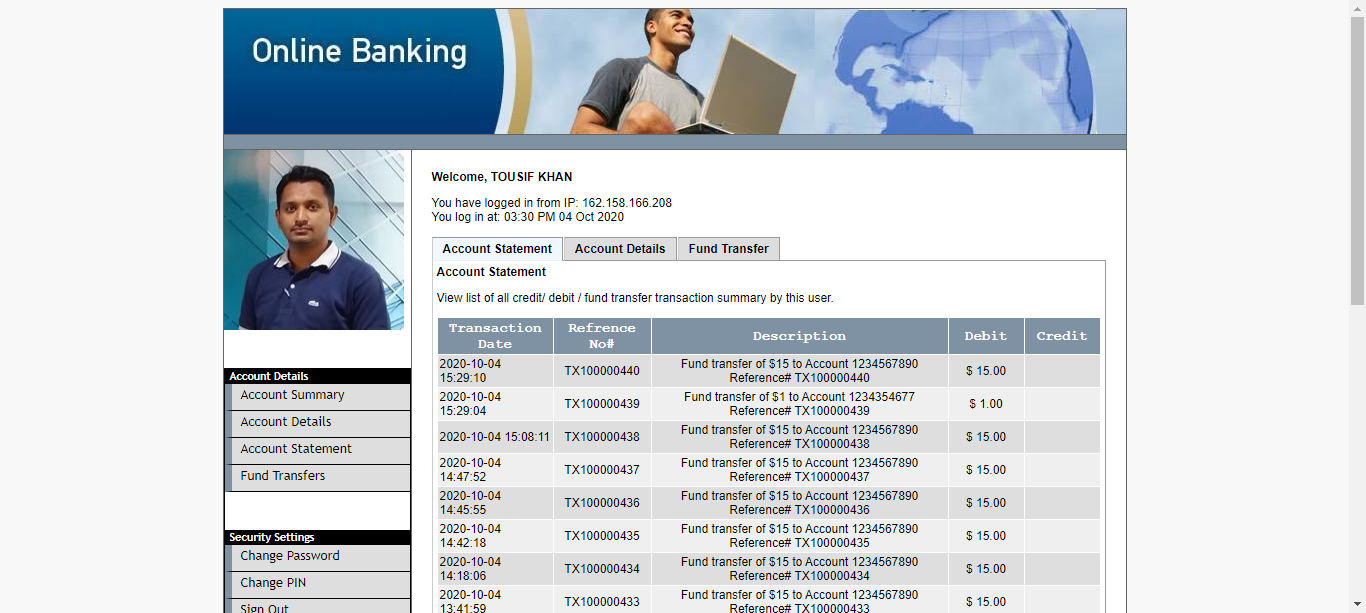 Online Banking
Welcome, TOUSIF KHAN
You have logged in from IP: 162.158.166.208
You log in at: 03:30 PM 04 Oct 2020
Account Statement Account Details Fund Transfer
Account Statement
View list of all credit/ debit / fund transfer transaction summary by this user.
Transaction Date Refrence No# Description Debit Credit
2020-10-04 15:29:10 TX100000440 Fund transfer of $15 to Account 1234567890 Reference# TX100000440 $ 15.00
2020-10-04 15:29:04 TX100000439 Fund transfer of $1 to Account 1234354677 Reference# TX100000439 $ 1.00
2020-10-04 15:08:11 TX100000438 Fund transfer of $15 to Account 1234567890 Reference# TX100000438 $ 15.00
2020-10-04 14:47:52 TX100000437 Fund transfer of $15 to Account 1234567890 Reference# TX100000437 $ 15.00
2020-10-04 14:45:55 TX100000436 Fund transfer of $15 to Account 1234567890 Reference# TX100000436 $ 15.00
2020-10-04 14:42:18 TX100000435 Fund transfer of $15 to Account 1234567890 Reference# TX100000435 $ 15.00
2020-10-04 14:18:06 TX100000434 Fund transfer of $15 to Account 1234567890 Reference# TX100000434 $ 15.00
2020-10-04 13:41:59 TX100000433 Fund transfer of $15 to Account 1234567890 Reference# TX100000433 $ 15.00
Account Details
Account Summary
Account Details
Account Statement
Fund Transfers
Security Settings
Change Password
Change PIN
Sign Out